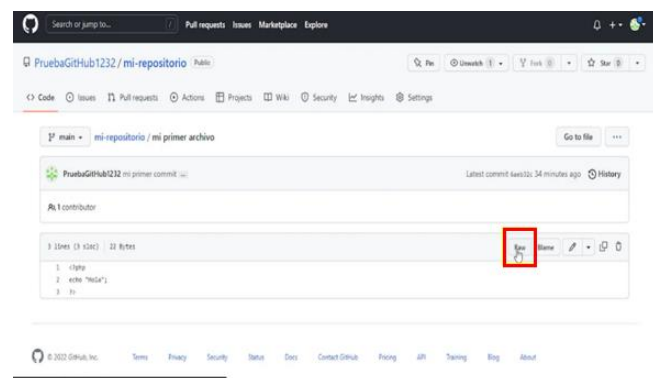 Search or jump to... / Pull requests Issues Marketplace Explore
PruebaGitHub1232 / mi-repositorio Public Pin Unwatch 1 Fork 0 Star 0
Code Issues Pull requests Actions Projects Wiki Security Insights Settings
main mi-repositorio / mi primer archivo Go to file ...
PruebaGitHub1232 mi primer commit ... Latest commit 34 minutes ago History
1 contributor
3 lines (3 sloc) 22 Bytes Raw Blame
1 <?php
2 echo "Hola";
3 ?>
© 2022 GitHub, Inc. Terms Privacy Security Status Docs Contact GitHub Pricing API Training Blog About